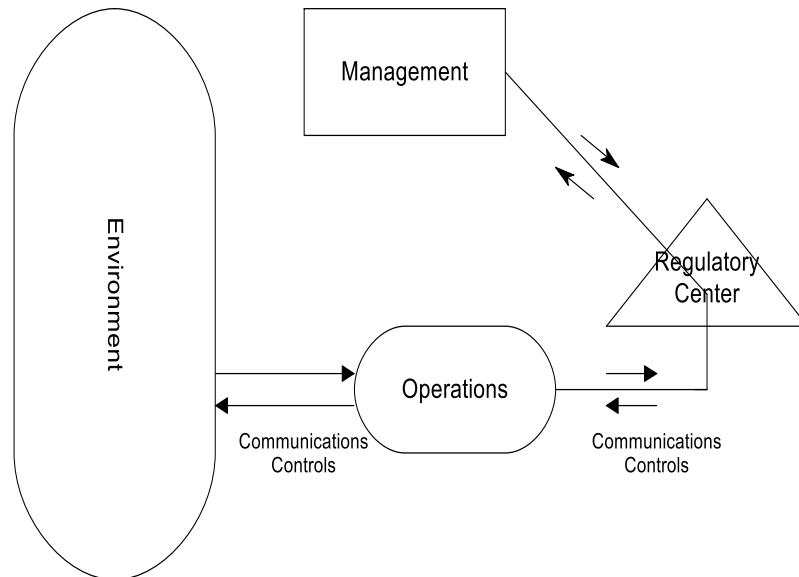 Management
Environment
Regulatory
Center
Operations
Communications
Controls
Communications
Controls